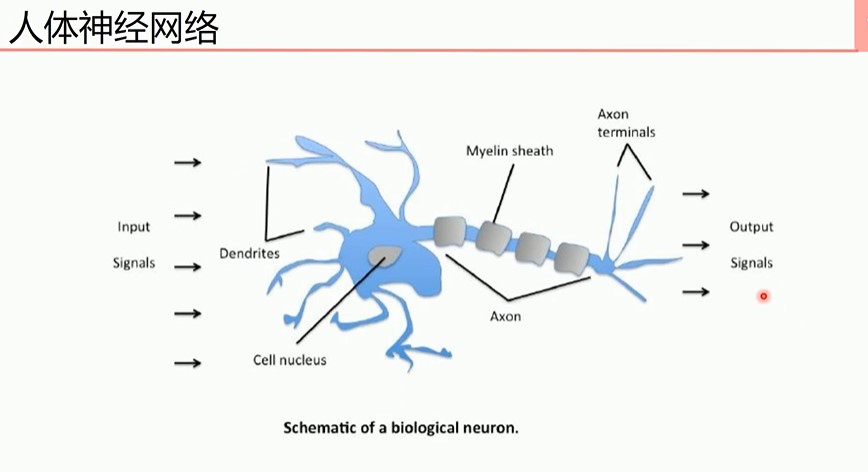 人体神经网络
Axon
terminals
Myelin sheath
Input
Signals
Dendrites
Output
Signals
Axon
Cell nucleus
Schematic of a biological neuron.